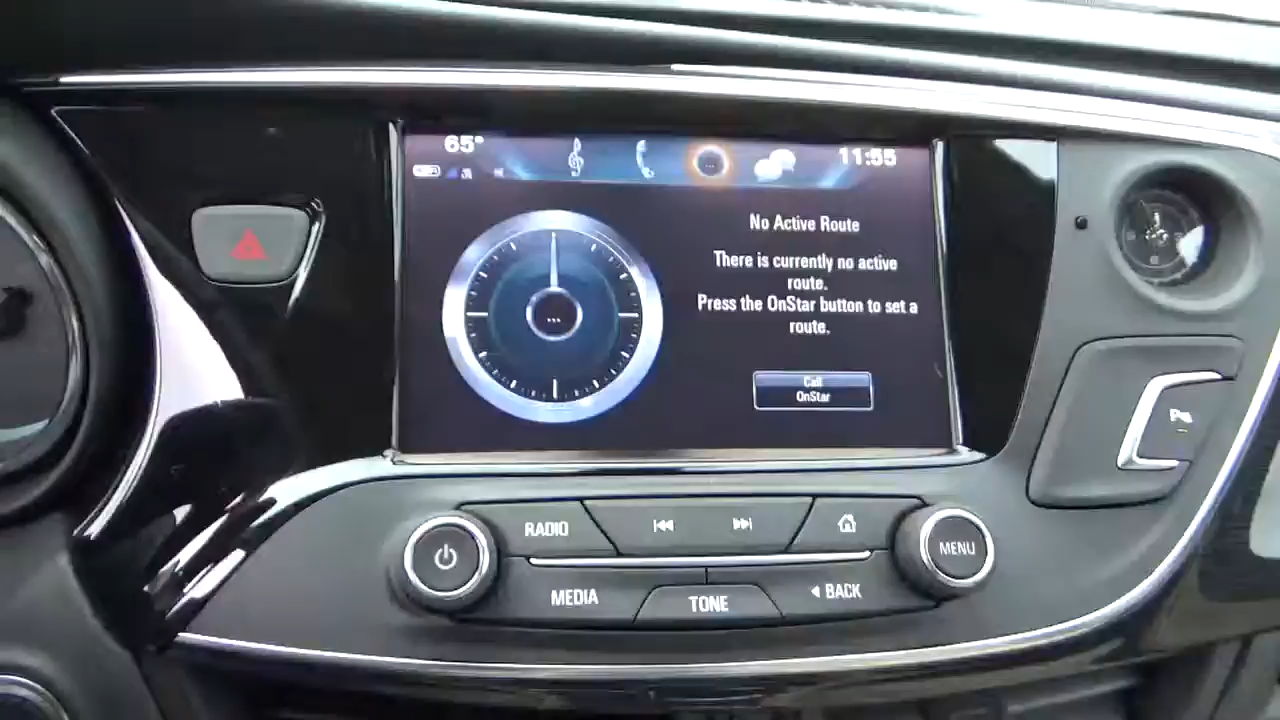 65°
11:55
No Active Route
There is currently no active
route.
Press the OnStar button to set a
route.
Call
OnStar
RADIO
MENU
MEDIA
TONE
BACK